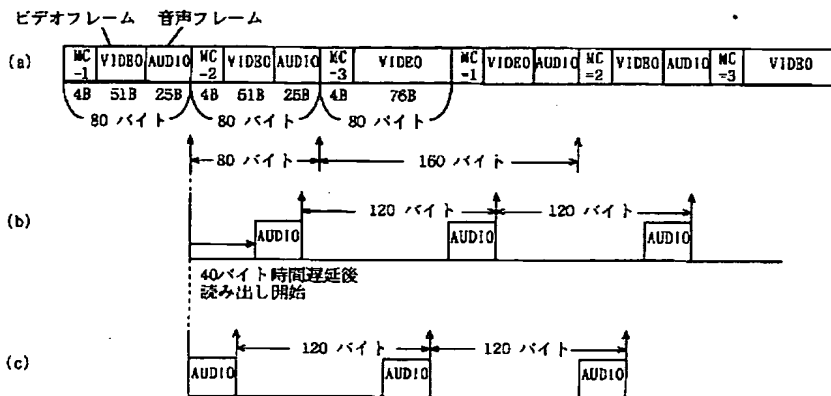 ビデオフレーム 音声フレーム
(a)
MC-1 VIDEO AUDIO MC-2 VIDEO AUDIO MC-3 VIDEO MC=1 VIDEO AUDIO MC=2 VIDEO AUDIO MC=3 VIDEO
4B 51B 25B 4B 51B 25B 4B 76B
80 バイト 80 バイト 80 バイト
80 バイト 160 バイト
(b)
120 バイト 120 バイト
AUDIO AUDIO AUDIO
40バイト時間遅延後
読み出し開始
(c)
120 バイト 120 バイト
AUDIO AUDIO AUDIO